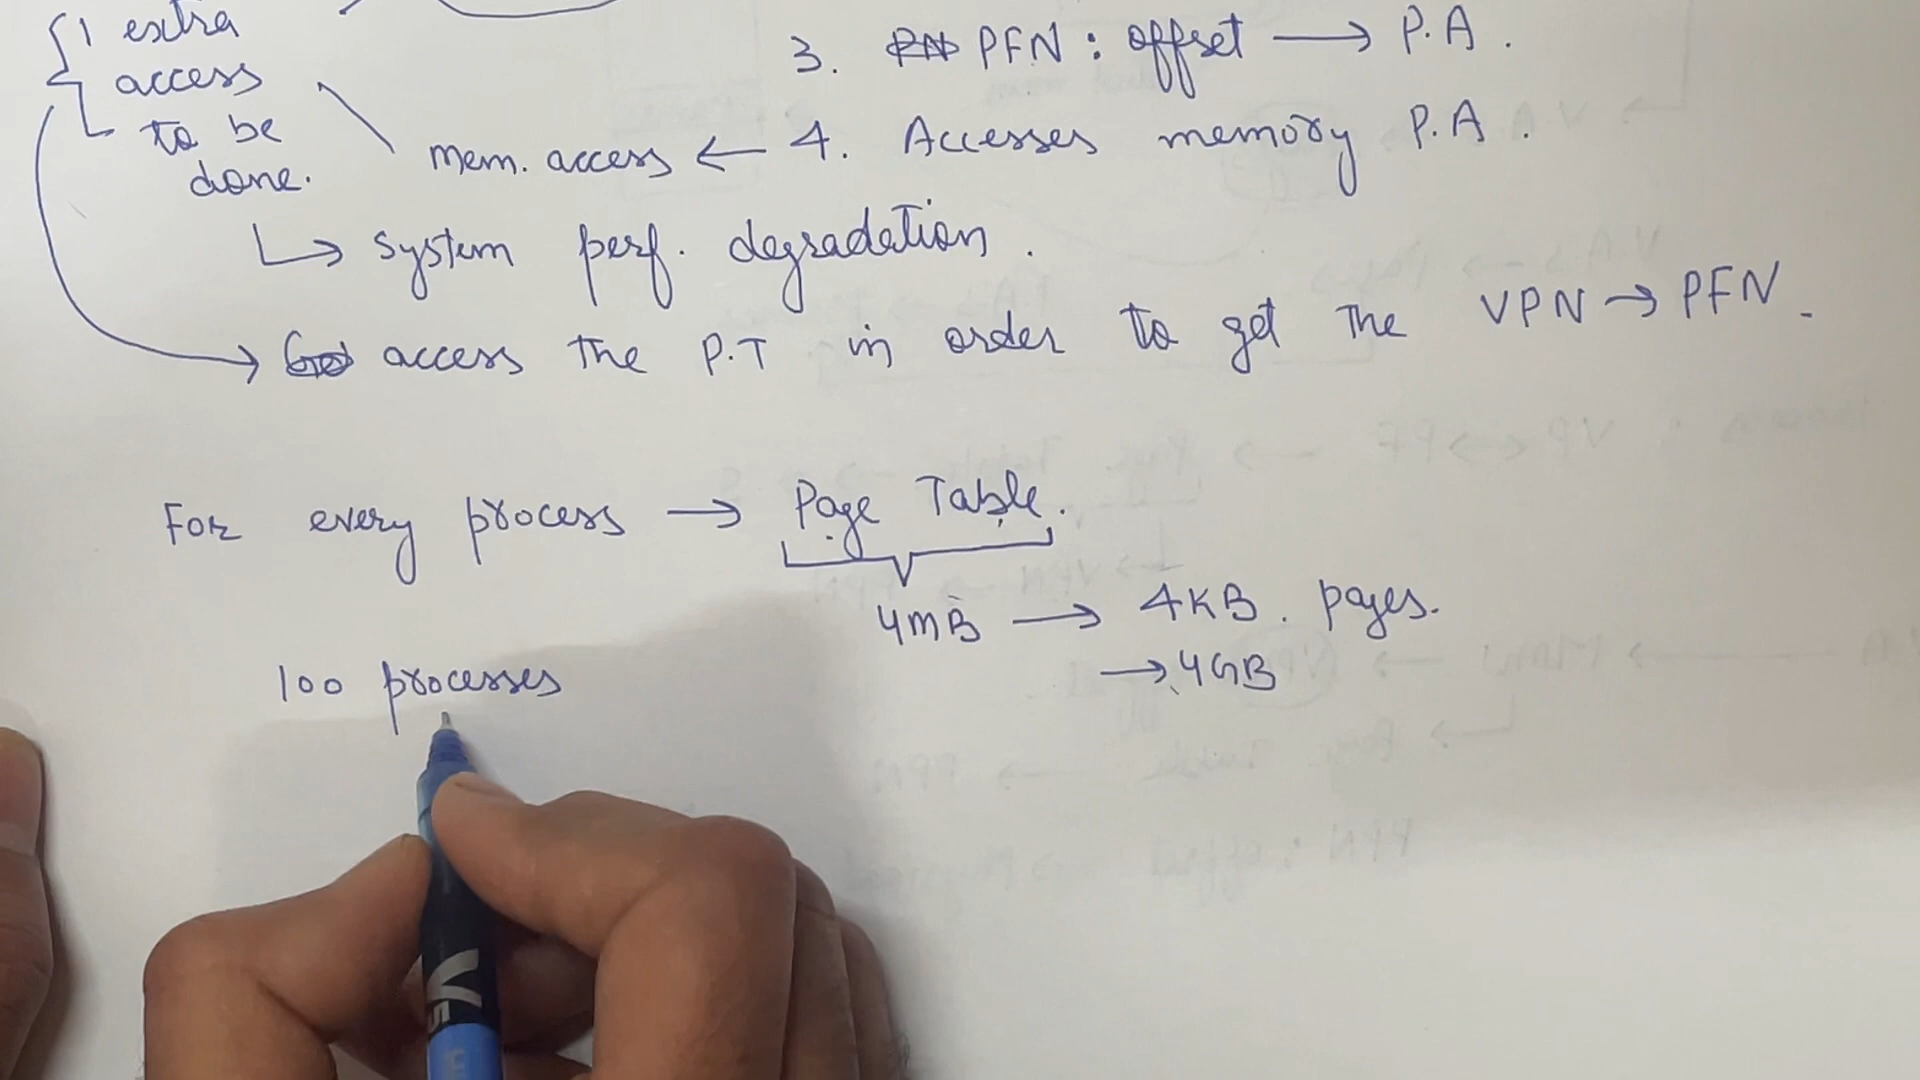 1 extra
access
to be
done.
3. PFN : offset → P.A.
mem. access ← 4. Accesses memory P.A.
↳ system perf. degradation.
→ access the P.T in order to get the VPN → PFN.
For every process → Page Table.
4MB → 4KB. pages.
→ 4GB
100 processes
V5